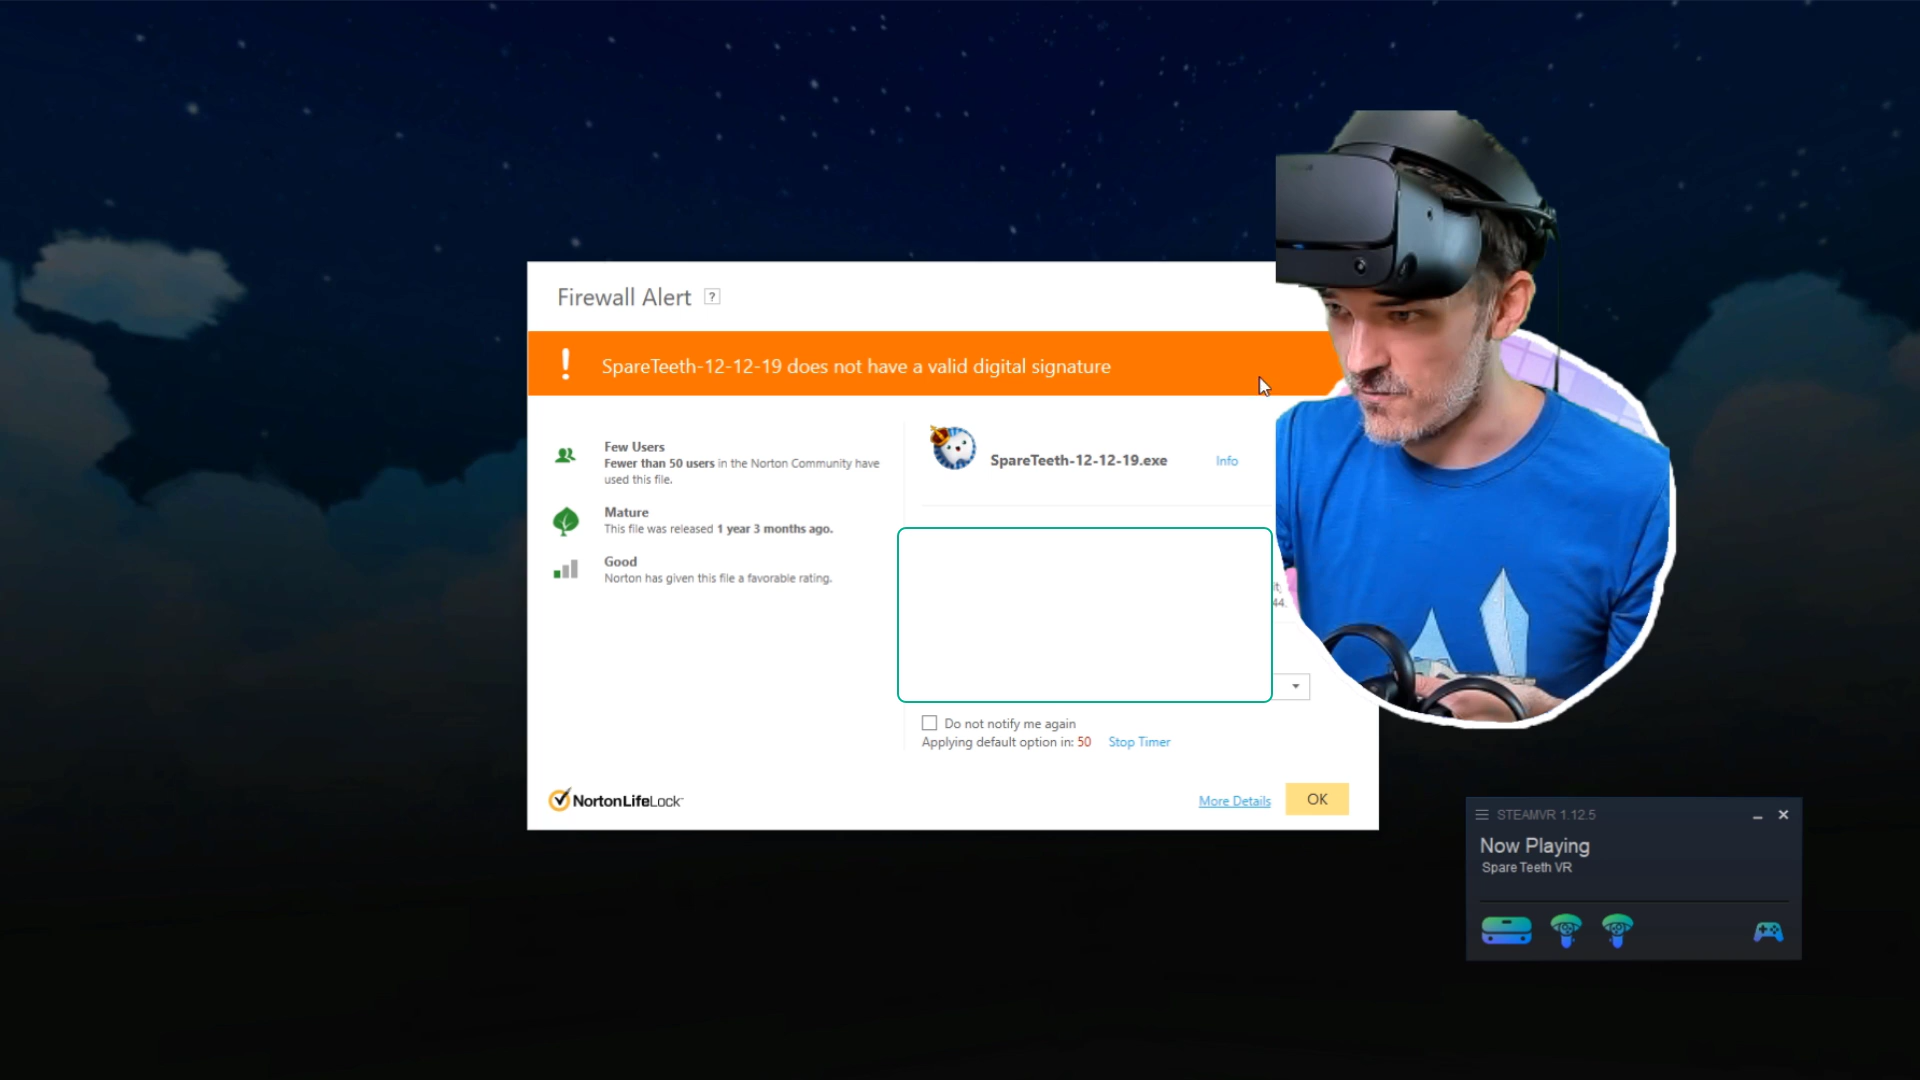 Firewall Alert ?
! SpareTeeth-12-12-19 does not have a valid digital signature
Few Users
Fewer than 50 users in the Norton Community have
used this file.
Mature
This file was released 1 year 3 months ago.
Good
Norton has given this file a favorable rating.
SpareTeeth-12-12-19.exe Info
44.
Do not notify me again
Applying default option in: 50 Stop Timer
NortonLifeLock
More Details OK
STEAMVR 1.12.5
Now Playing
Spare Teeth VR